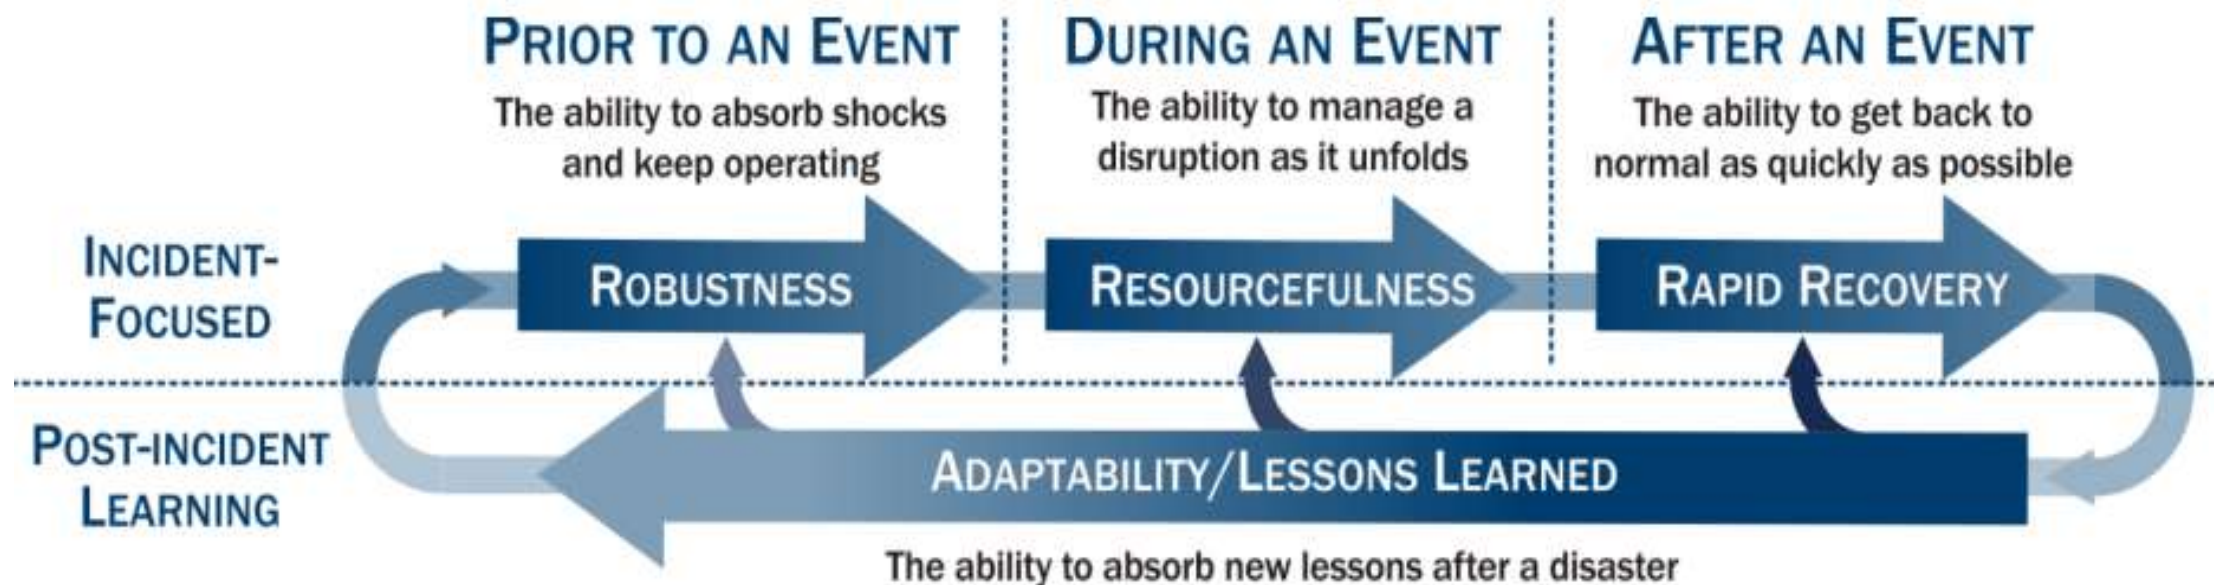 PRIOR TO AN EVENT
The ability to absorb shocks
and keep operating
DURING AN EVENT
The ability to manage a
disruption as it unfolds
AFTER AN EVENT
The ability to get back to
normal as quickly as possible
INCIDENT-
FOCUSED
ROBUSTNESS
RESOURCEFULNESS
RAPID RECOVERY
POST-INCIDENT
LEARNING
ADAPTABILITY/LESSONS LEARNED
The ability to absorb new lessons after a disaster